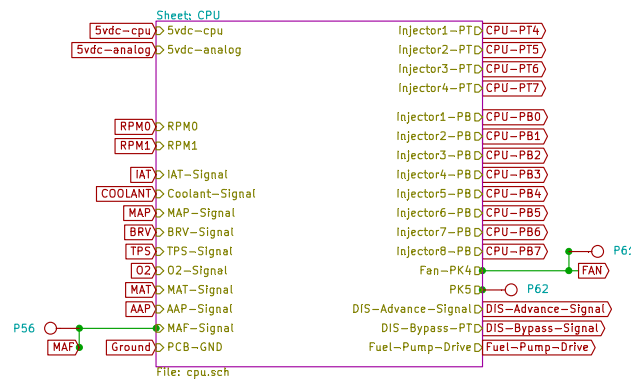 Sheet: CPU
5vdc-cpu 5vdc-cpu Injector1-PT CPU-PT4
5vdc-analog 5vdc-analog Injector2-PT CPU-PT5
Injector3-PT CPU-PT6
Injector4-PT CPU-PT7
Injector1-PB CPU-PB0
RPM0 RPM0 Injector2-PB CPU-PB1
RPM1 RPM1 Injector3-PB CPU-PB2
IAT IAT-Signal Injector4-PB CPU-PB3
COOLANT Coolant-Signal Injector5-PB CPU-PB4
MAP MAP-Signal Injector6-PB CPU-PB5
BRV BRV-Signal Injector7-PB CPU-PB6
TPS TPS-Signal Injector8-PB CPU-PB7
O2 O2-Signal Fan-PK4 FAN
MAT MAT-Signal PK5 P62
AAP AAP-Signal DIS-Advance-Signal DIS-Advance-Signal
P56 MAF-Signal DIS-Bypass-PT DIS-Bypass-Signal
MAF Ground PCB-GND Fuel-Pump-Drive Fuel-Pump-Drive
File: cpu.sch